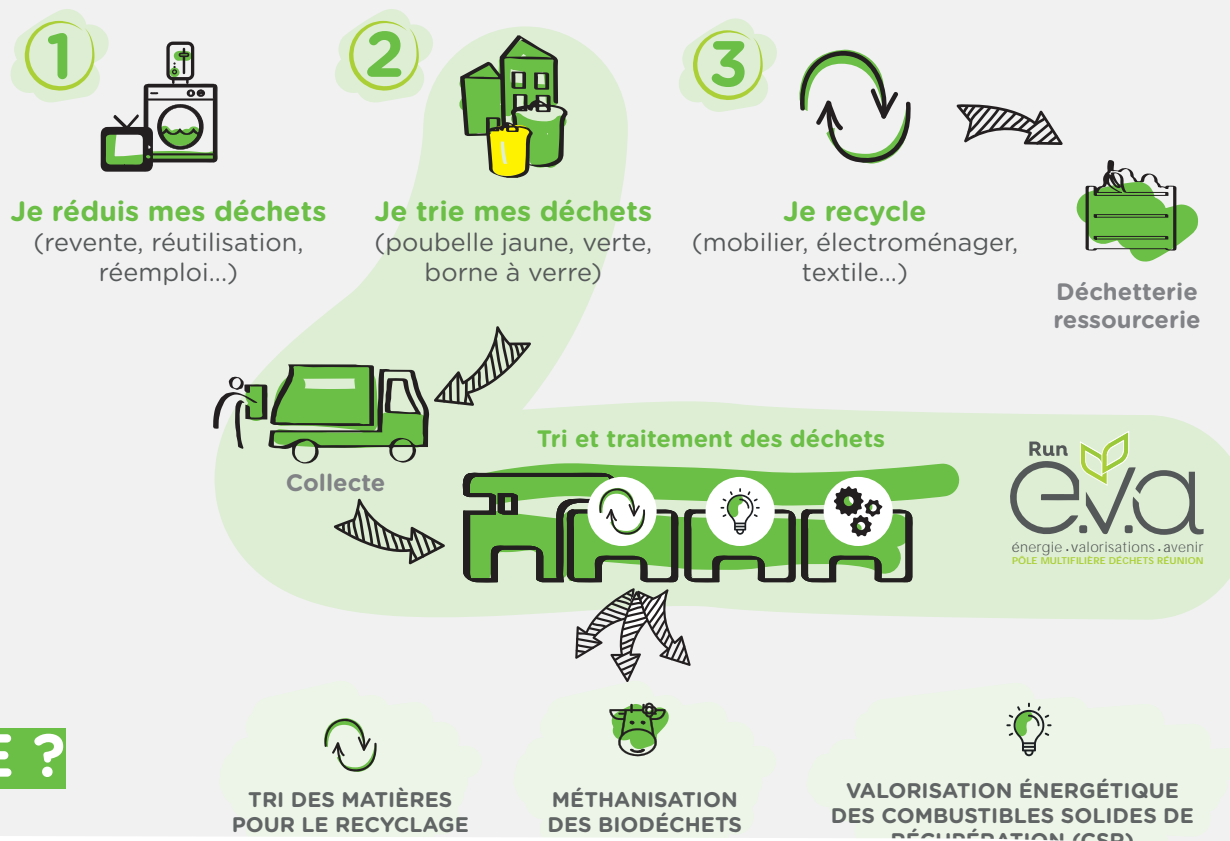 1
2
3
Je réduis mes déchets
(revente, réutilisation,
réemploi...)
Je trie mes déchets
(poubelle jaune, verte,
borne à verre)
Je recycle
(mobilier, électroménager,
textile...)
Déchetterie
ressourcerie
Collecte
Tri et traitement des déchets
Run
e.v.a
énergie . valorisations . avenir
PÔLE MULTIFILIÈRE DÉCHETS RÉUNION
E ?
TRI DES MATIÈRES
POUR LE RECYCLAGE
MÉTHANISATION
DES BIODÉCHETS
VALORISATION ÉNERGÉTIQUE
DES COMBUSTIBLES SOLIDES DE
RÉCUPÉRATION (CSR)